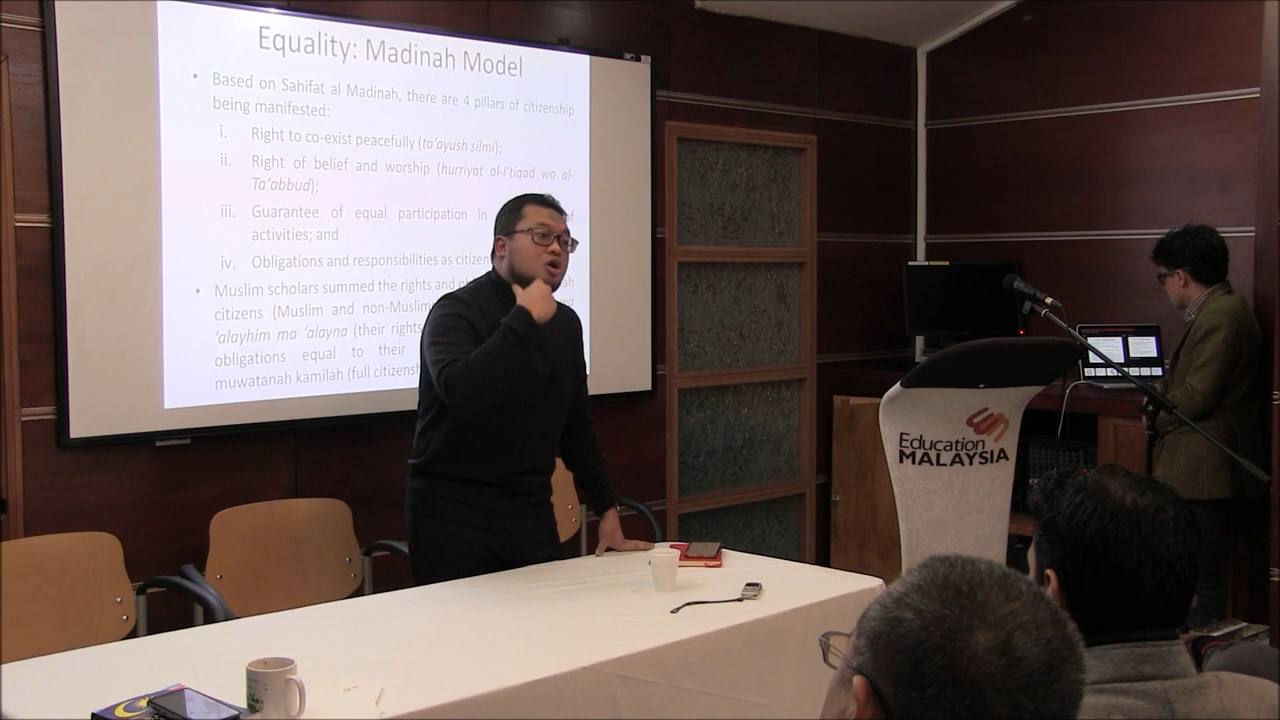 Equality: Madinah Model
• Based on Sahifat al Madinah, there are 4 pillars of citizenship
being manifested:
i. Right to co-exist peacefully (ta'ayush silmi);
ii. Right of belief and worship (hurriyat al-I'tiqad wa al-
Ta'abbud);
iii. Guarantee of equal participation in of
activities; and
iv. Obligations and responsibilities as citizen
• Muslim scholars summed the rights and
citizens (Muslim and non-Muslim wa
'alayhim ma 'alayna (their rights
obligations equal to their
muwatanah kamilah (full citizensh
Education
MALAYSIA